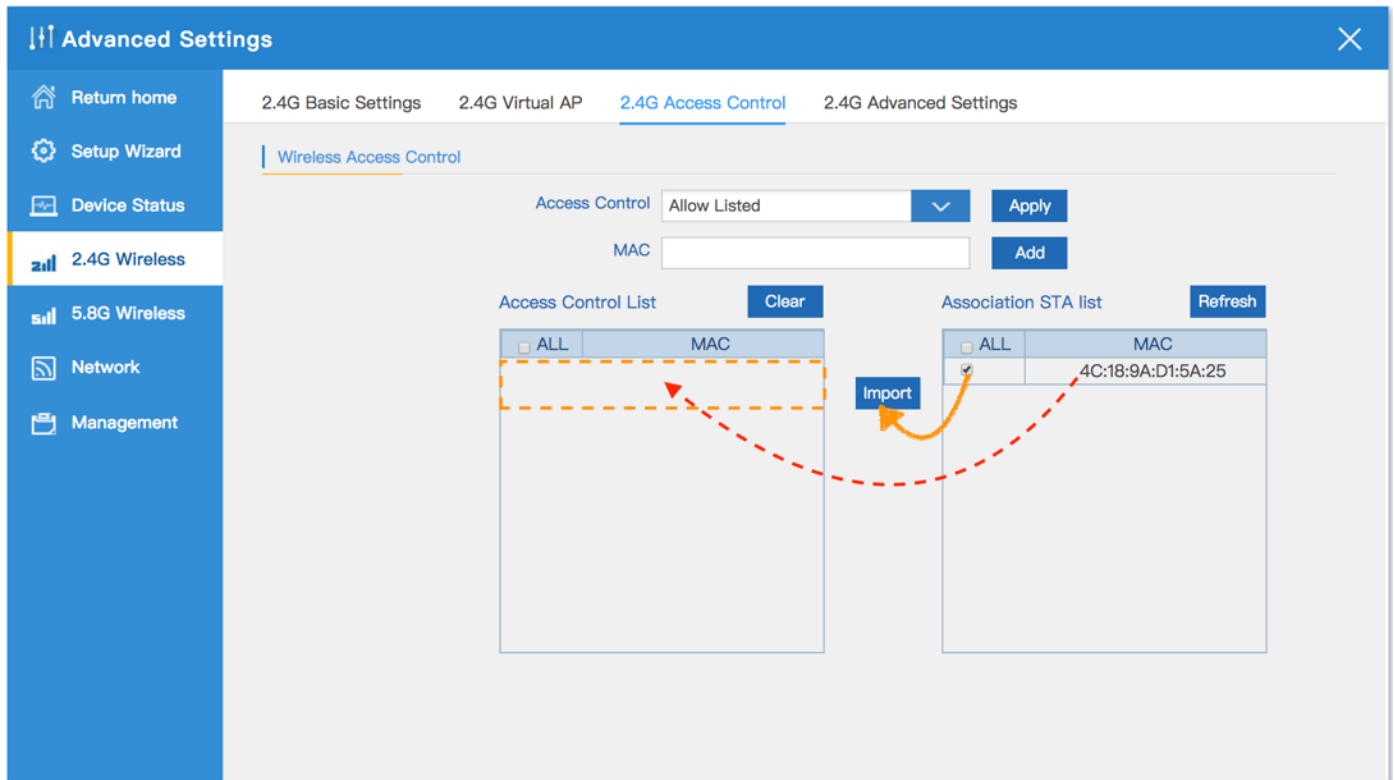 Advanced Settings
Return home
Setup Wizard
Device Status
2.4G Wireless
5.8G Wireless
Network
Management
2.4G Basic Settings 2.4G Virtual AP 2.4G Access Control 2.4G Advanced Settings
Wireless Access Control
Access Control Allow Listed Apply
MAC Add
Access Control List Clear
ALL MAC
Import
Association STA list Refresh
ALL MAC
4C:18:9A:D1:5A:25